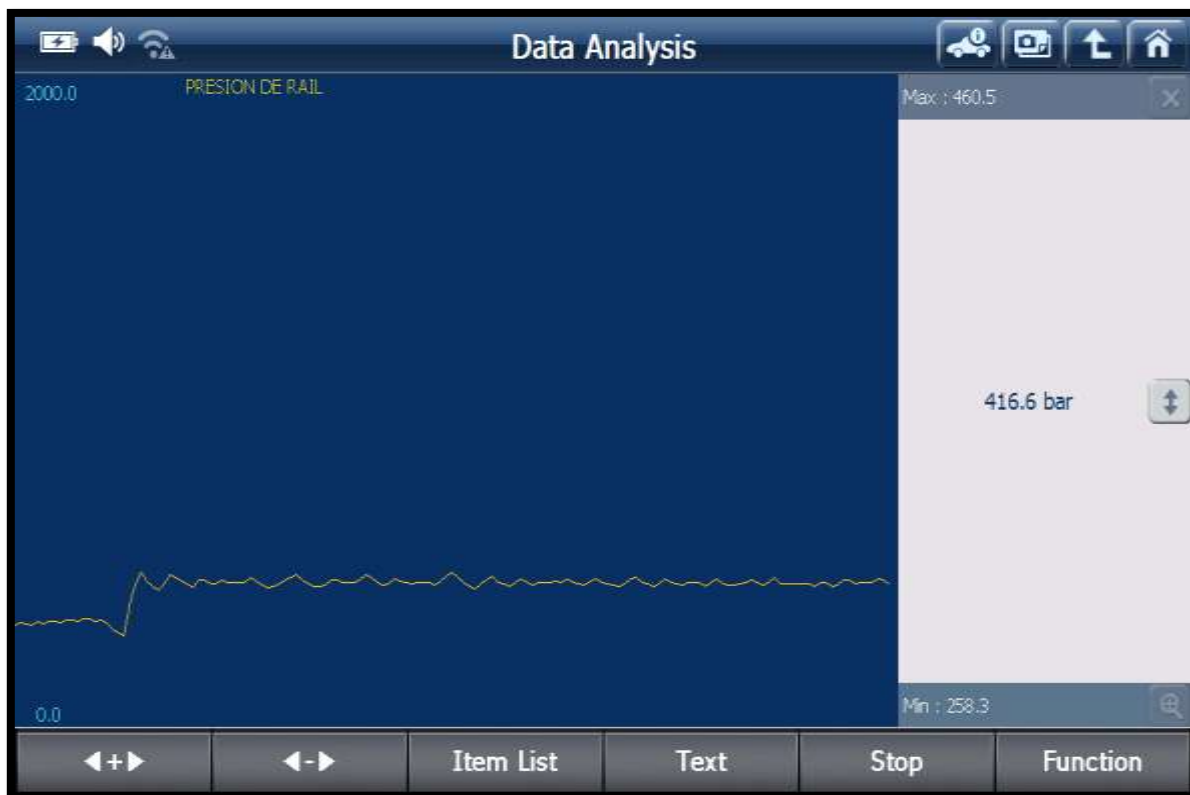 Data Analysis
2000.0
PRESION DE RAIL
Max : 460.5
416.6 bar
0.0
Min : 258.3
Item List
Text
Stop
Function